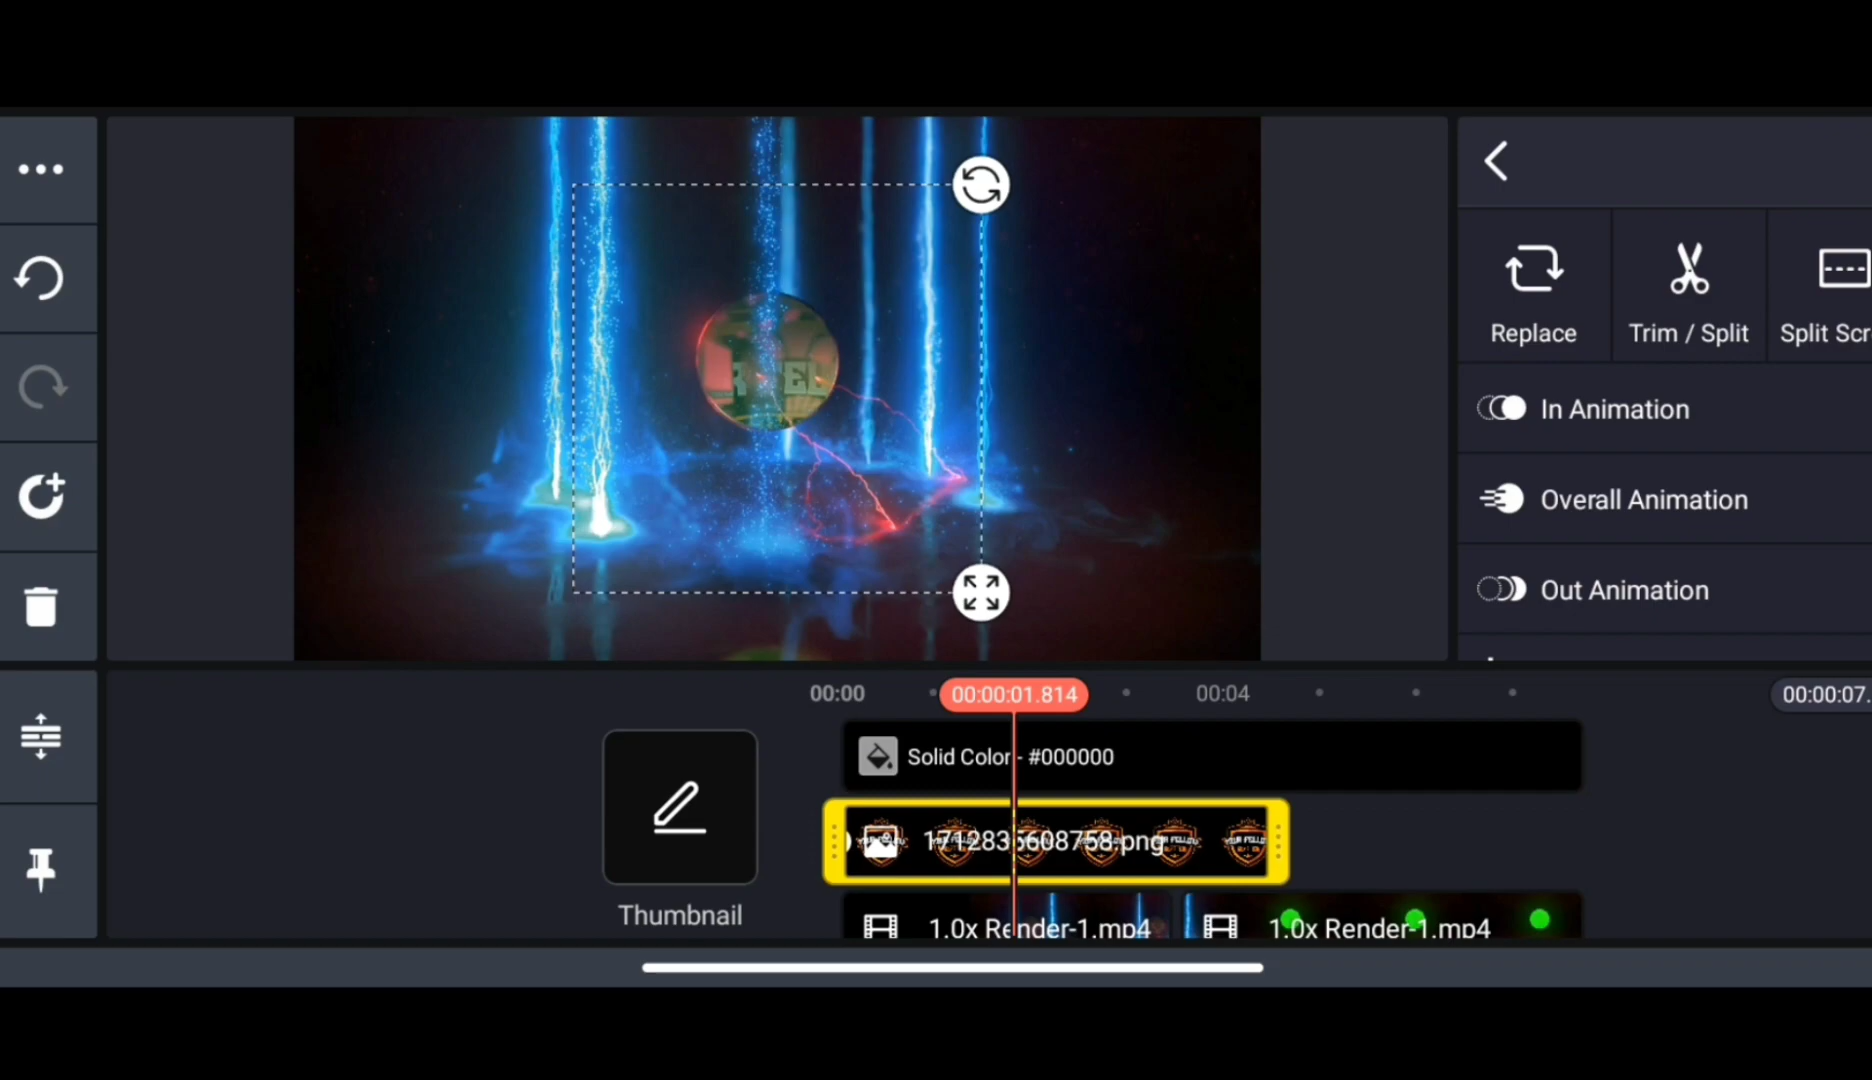 Replace
Trim / Split
Split Scr
In Animation
Overall Animation
Out Animation
00:00
00:00:01.814
00:04
00:00:07.
Solid Color - #000000
1712835608758.png
Thumbnail
1.0x Render-1.mp4
1.0x Render-1.mp4